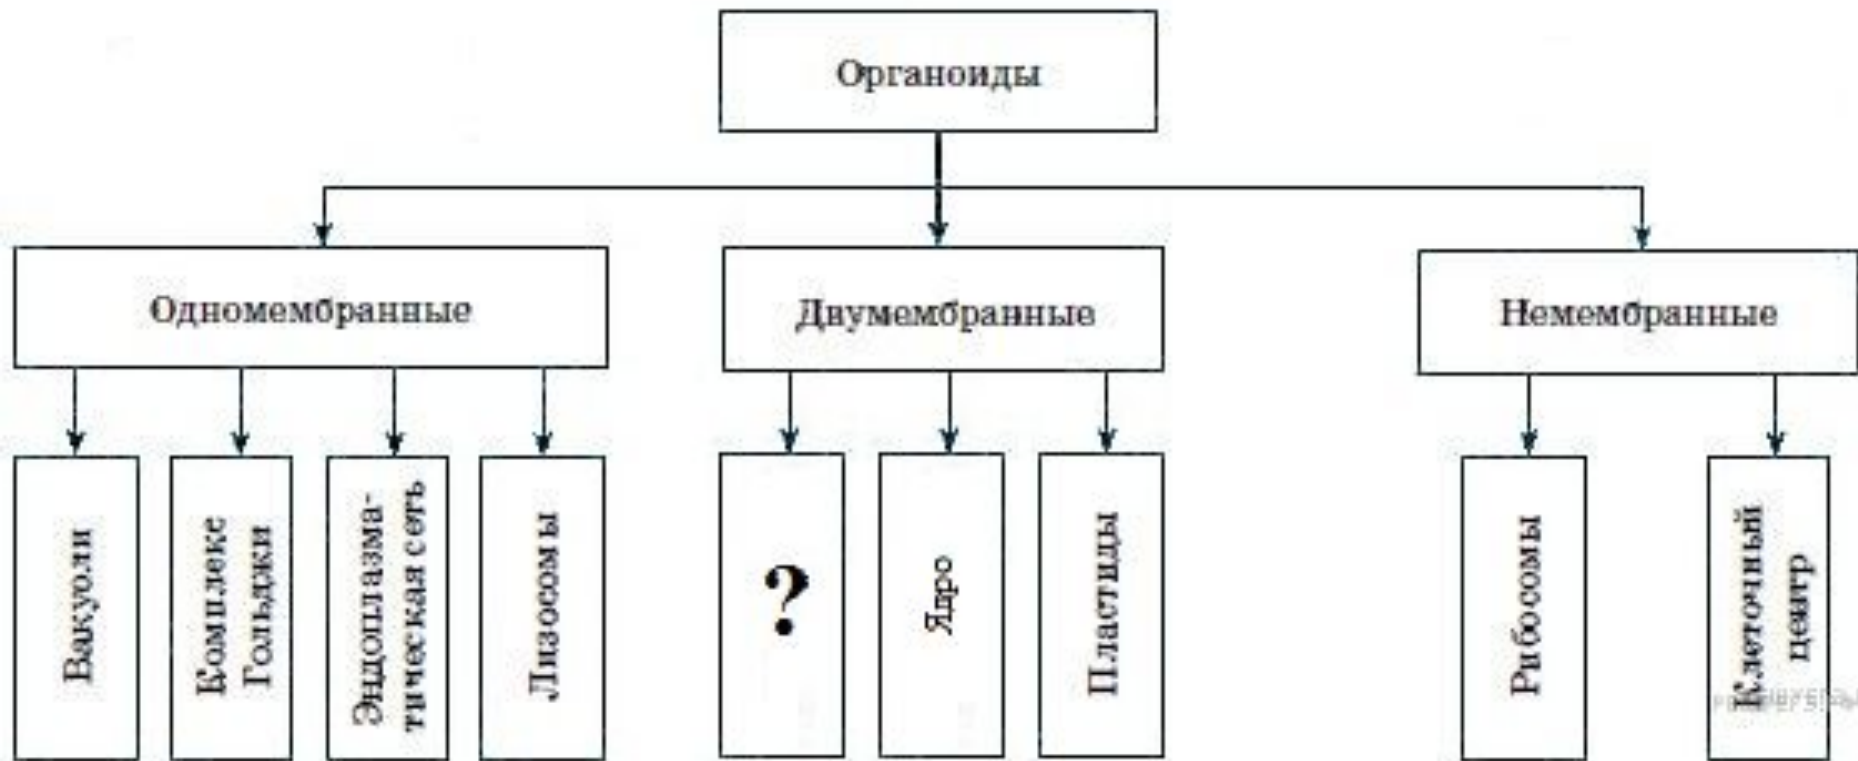 Органоиды
Одномембранные
Двумембранные
Немембранные
Вакуоли
Комплекс
Гольджи
Эндоплазма-
тическая сеть
Лизосомы
?
Ядро
Пластиды
Рибосомы
Клеточный
центр